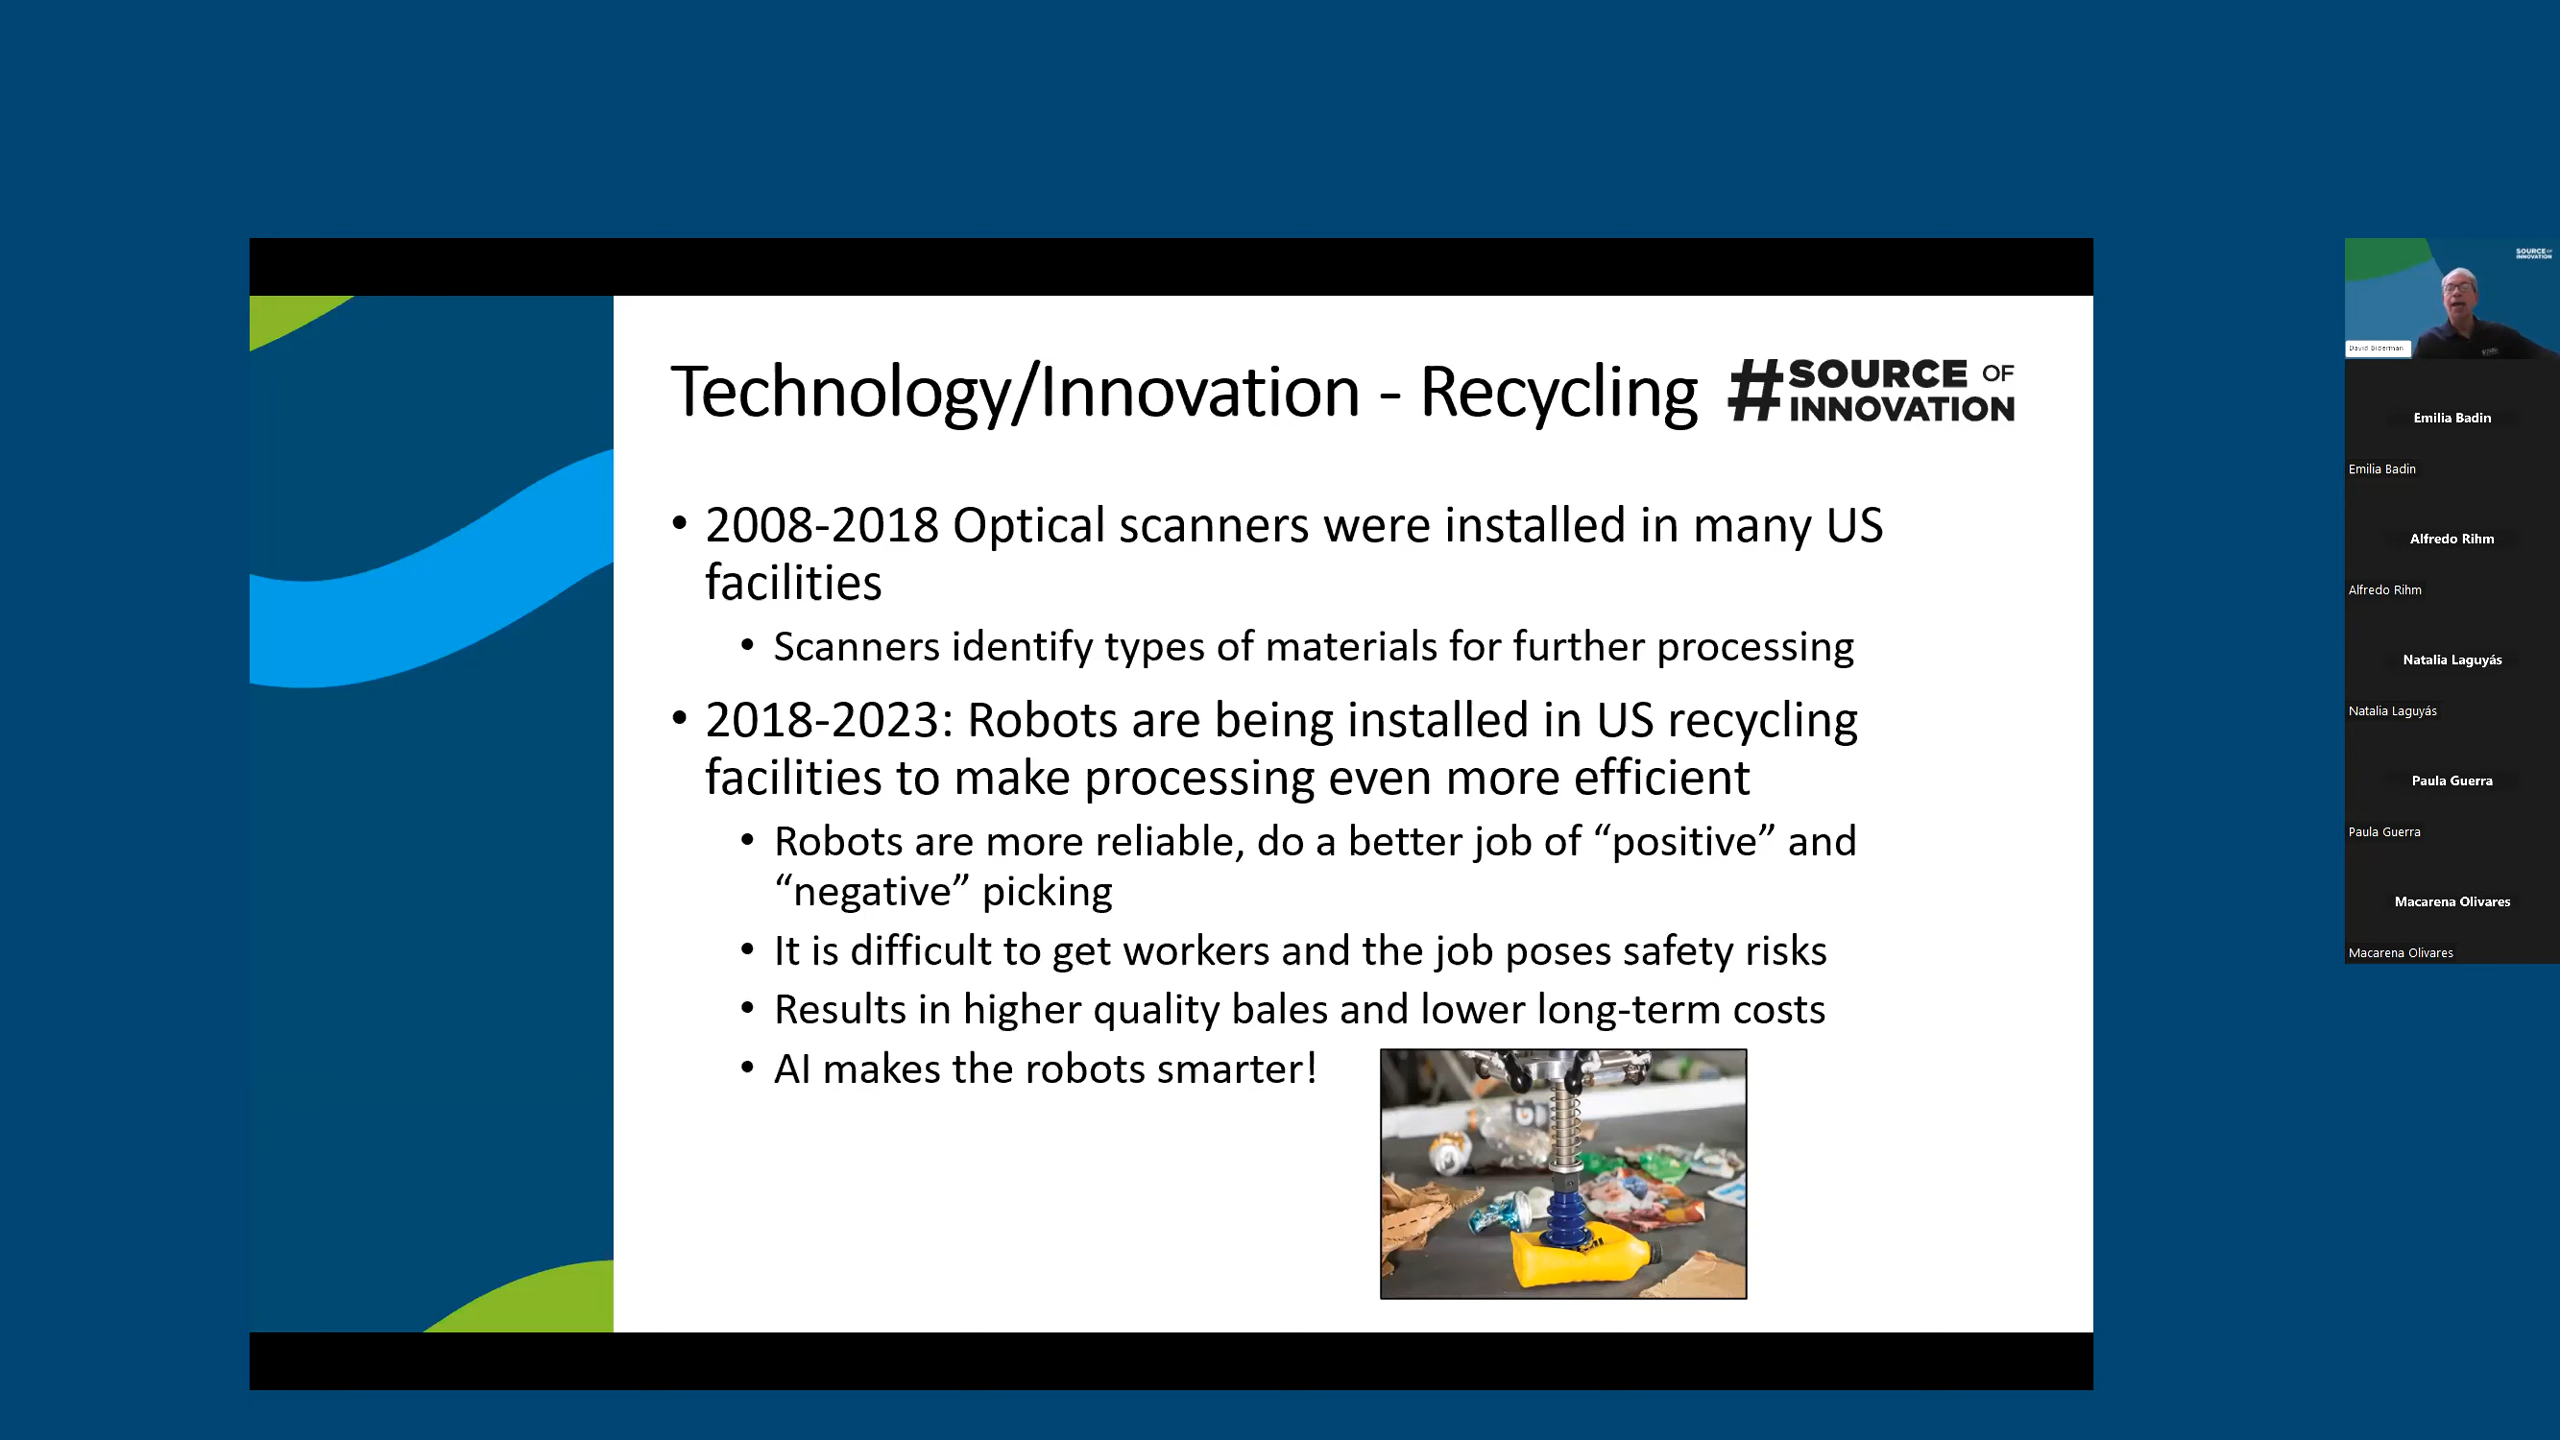 Technology/Innovation - Recycling
#SOURCE OF
INNOVATION
• 2008-2018 Optical scanners were installed in many US
facilities
• Scanners identify types of materials for further processing
• 2018-2023: Robots are being installed in US recycling
facilities to make processing even more efficient
• Robots are more reliable, do a better job of “positive” and
“negative” picking
• It is difficult to get workers and the job poses safety risks
• Results in higher quality bales and lower long-term costs
• AI makes the robots smarter!
SOURCE OF
INNOVATION
David Biderman
Emilia Badin
Emilia Badin
Alfredo Rihm
Alfredo Rihm
Natalia Laguyás
Natalia Laguyás
Paula Guerra
Paula Guerra
Macarena Olivares
Macarena Olivares